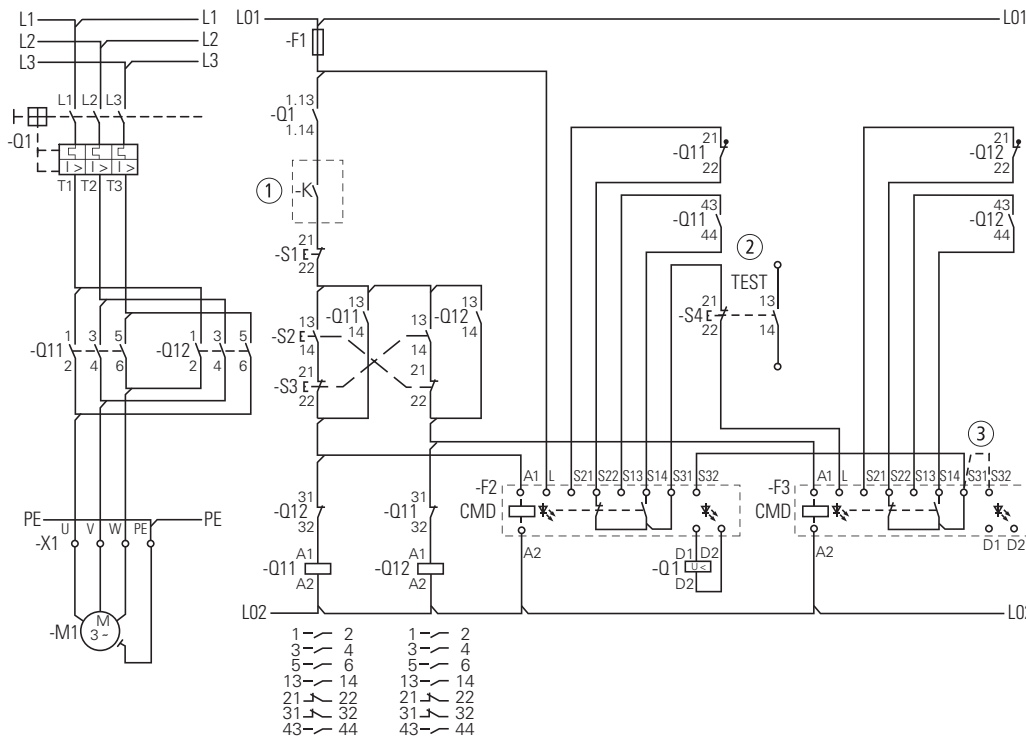 L1 L1
L2 L2
L3 L3
L1 L2 L3
-Q1
I > I > I >
T1 T2 T3
1 3 5
-Q11
2 4 6
1 3 5
-Q12
2 4 6
PE PE
U V W PE
-X1
M
3 ~
-M1
L01 L01
-F1
1.13
-Q1
1.14
1
-K
21
-S1 E
22
13
-S2 E
14
13
-Q11
14
13
14
13
-Q12
14
21
-S3 E
22
21
22
31
-Q12
32
31
-Q11
32
A1
-Q11
A2
A1
-Q12
A2
L02 L02
21
-Q11
22
43
-Q11
44
2
TEST
21
-S4 E
22
13
14
21
-Q12
22
43
-Q12
44
3
A1 L S21 S22 S13 S14 S31 S32
-F2
CMD
A2
D1 D2
-Q1 U<
D2
A1 L S21 S22 S13 S14 S31 S32
-F3
CMD
A2
D1 D2
1 2 1 2
3 4 3 4
5 6 5 6
13 14 13 14
21 22 21 22
31 32 31 32
43 44 43 44